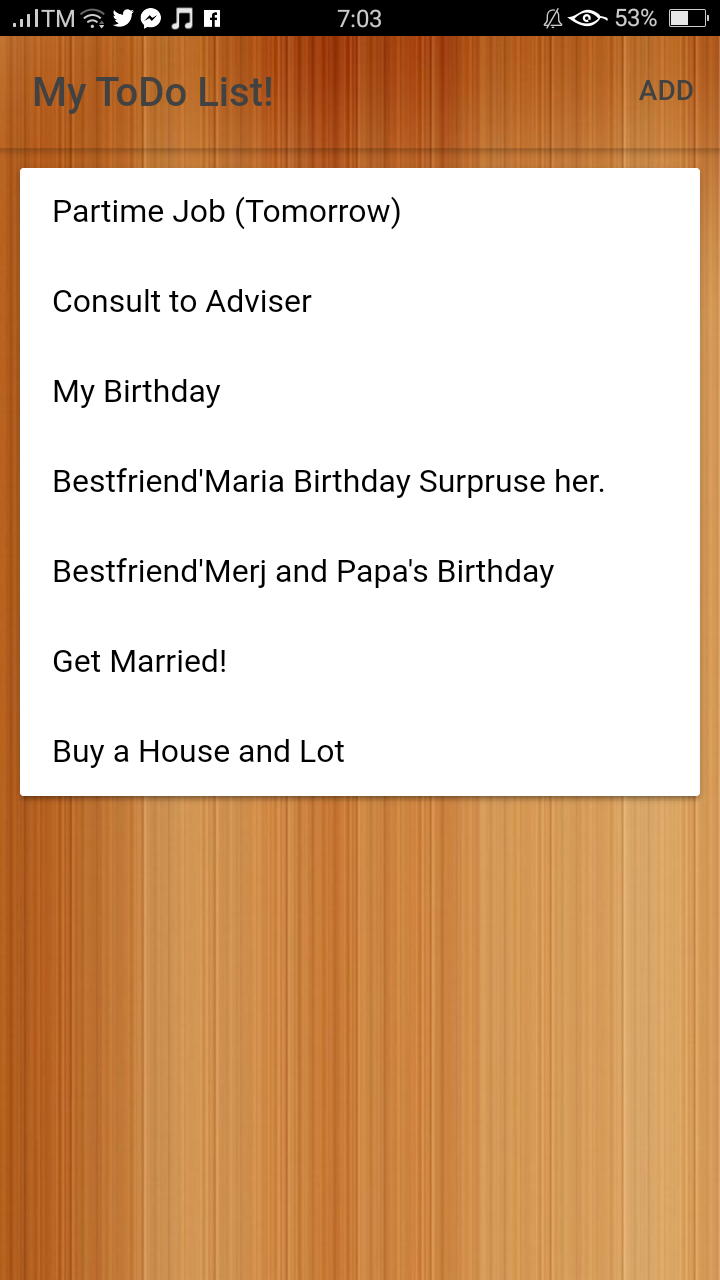 TM 7:03 53%
My ToDo List! ADD
Partime Job (Tomorrow)
Consult to Adviser
My Birthday
Bestfriend'Maria Birthday Surpruse her.
Bestfriend'Merj and Papa's Birthday
Get Married!
Buy a House and Lot